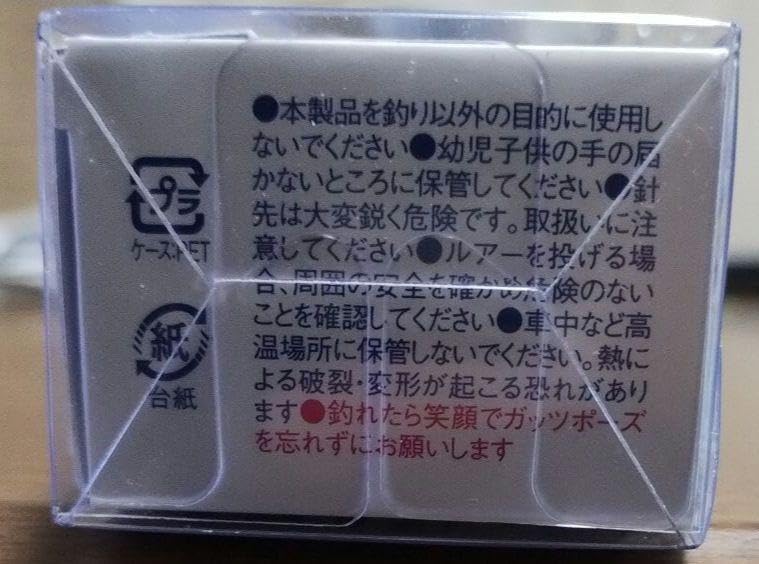 ●本製品を釣り以外の目的に使用し
ないでください●幼児子供の手の届
かないところに保管してください●針
先は大変鋭く危険です。取扱いに注
意してください●ルアーを投げる場
合、周囲の安全を確かめ危険のない
ことを確認してください●車中など高
温場所に保管しないでください。熱に
よる破裂・変形が起こる恐れがあり
ます●釣れたら笑顔でガッツポーズ
を忘れずにお願いします
プラ
ケース:PET
紙
台紙